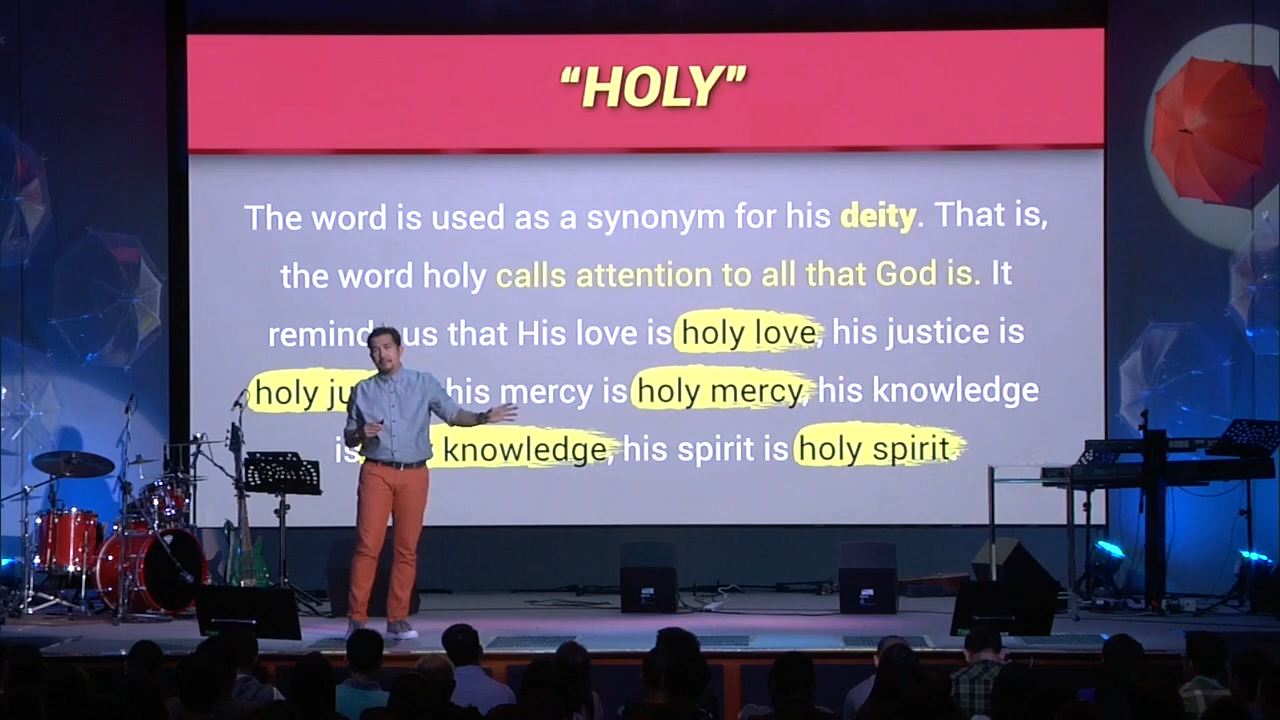 “HOLY”
The word is used as a synonym for his deity. That is,
the word holy calls attention to all that God is. It
us that His love is holy love, his justice is
holy his mercy is holy mercy, his knowledge
knowledge, his spirit is holy spirit